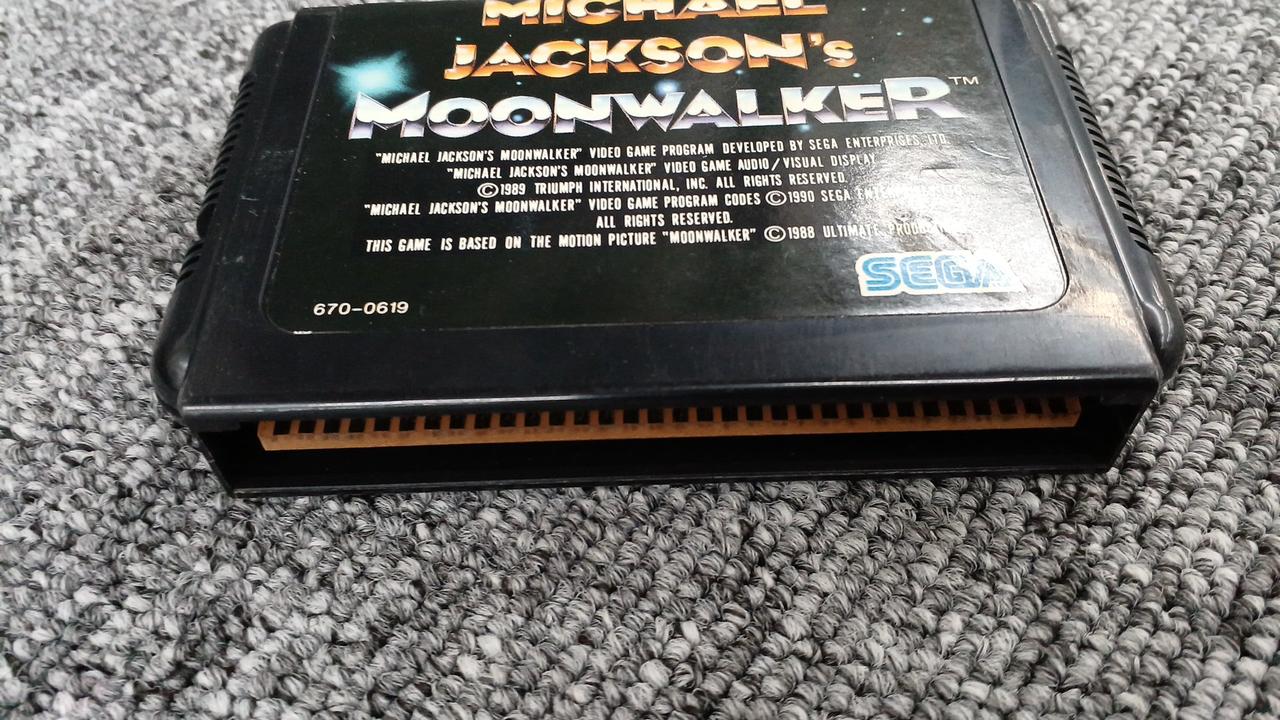 MICHAEL
JACKSON's
MOONWALKER™
"MICHAEL JACKSON'S MOONWALKER" VIDEO GAME PROGRAM DEVELOPED BY SEGA ENTERPRISES, LTD.
"MICHAEL JACKSON'S MOONWALKER" VIDEO GAME AUDIO/VISUAL DISPLAY
©1989 TRIUMPH INTERNATIONAL, INC. ALL RIGHTS RESERVED.
"MICHAEL JACKSON'S MOONWALKER" VIDEO GAME PROGRAM CODES ©1990 SEGA
ALL RIGHTS RESERVED.
THIS GAME IS BASED ON THE MOTION PICTURE "MOONWALKER" ©1988 ULTIMATE
SEGA
670-0619